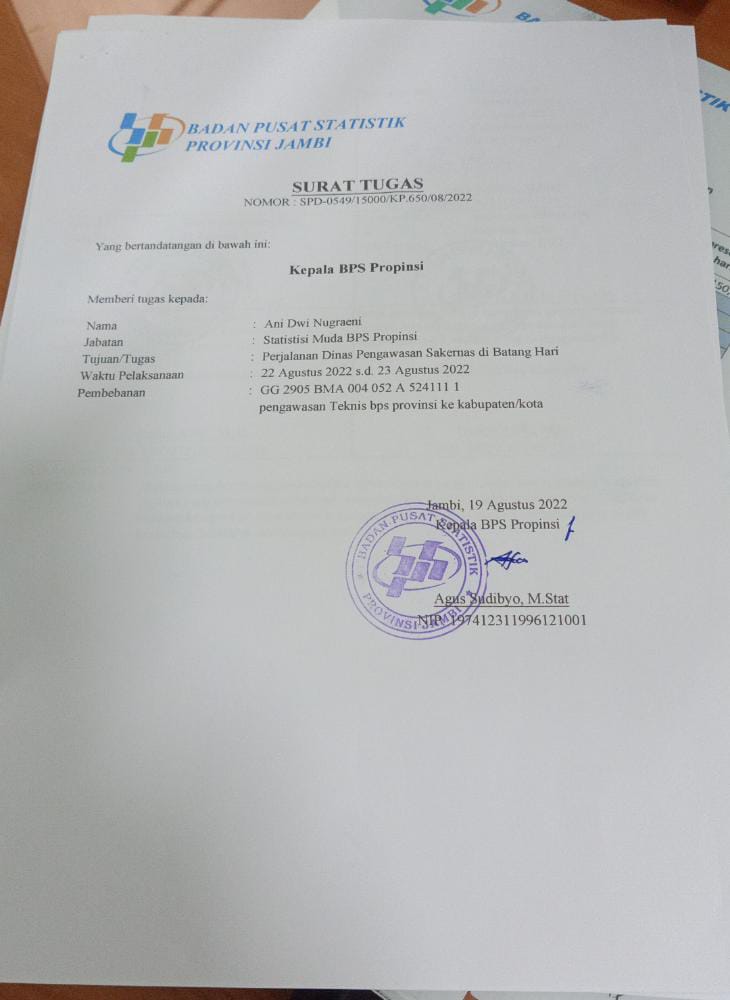 BADAN PUSAT STATISTIK
PROVINSI JAMBI
SURAT TUGAS
NOMOR : SPD-0549/15000/KP.650/08/2022
Yang bertandatangan di bawah ini:
Kepala BPS Propinsi
Memberi tugas kepada:
Nama : Ani Dwi Nugraeni
Jabatan : Statistisi Muda BPS Propinsi
Tujuan/Tugas : Perjalanan Dinas Pengawasan Sakernas di Batang Hari
Waktu Pelaksanaan : 22 Agustus 2022 s.d. 23 Agustus 2022
Pembebanan : GG 2905 BMA 004 052 A 524111 1
pengawasan Teknis bps provinsi ke kabupaten/kota
Jambi, 19 Agustus 2022
Kepala BPS Propinsi
BADAN PUSAT STATISTIK
PROVINSI JAMBI
Agus Sudibyo, M.Stat
NIP. 197412311996121001